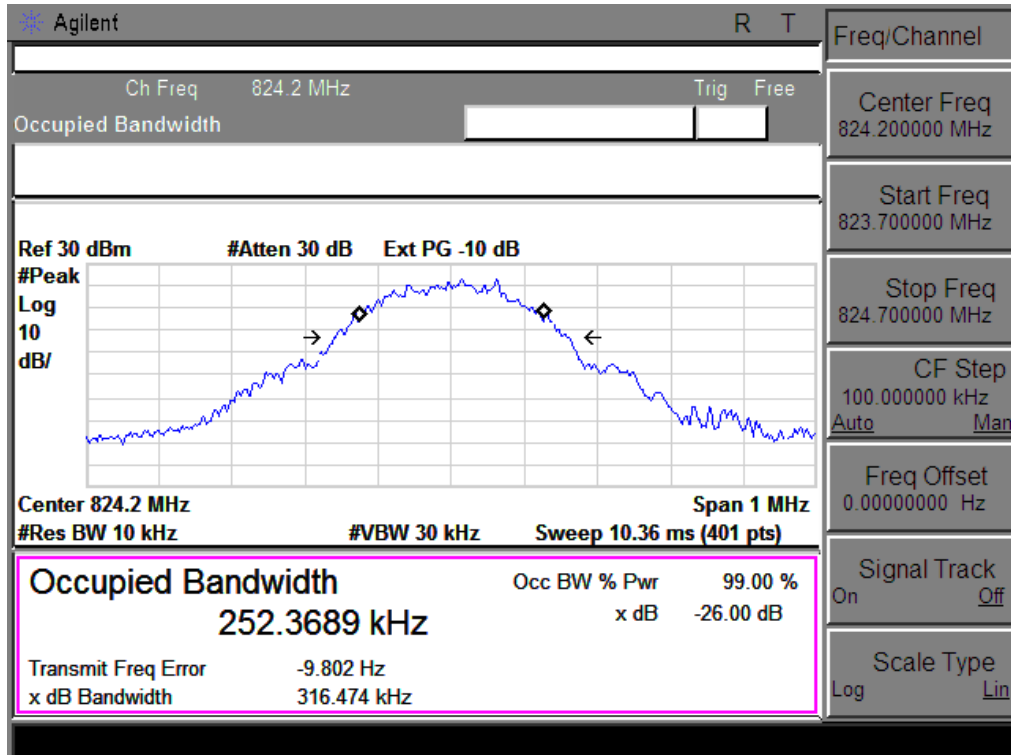 Agilent R T
Ch Freq 824.2 MHz Trig Free
Occupied Bandwidth
Ref 30 dBm #Atten 30 dB Ext PG -10 dB
#Peak
Log
10
dB/
Center 824.2 MHz Span 1 MHz
#Res BW 10 kHz #VBW 30 kHz Sweep 10.36 ms (401 pts)
Occupied Bandwidth
252.3689 kHz
Occ BW % Pwr 99.00 %
x dB -26.00 dB
Transmit Freq Error -9.802 Hz
x dB Bandwidth 316.474 kHz
Freq/Channel
Center Freq
824.200000 MHz
Start Freq
823.700000 MHz
Stop Freq
824.700000 MHz
CF Step
100.000000 kHz
Auto Man
Freq Offset
0.00000000 Hz
Signal Track
On Off
Scale Type
Log Lin